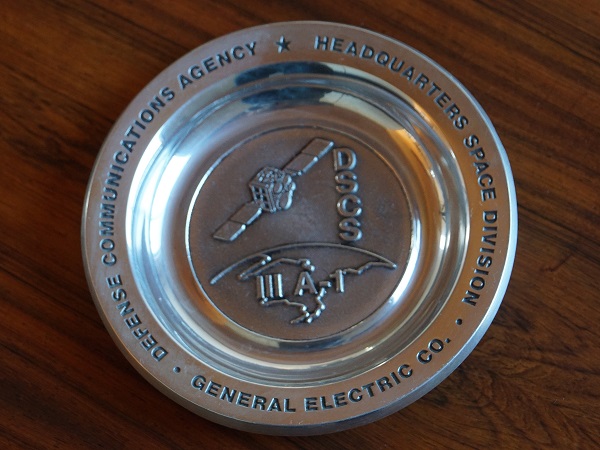 DEFENSE COMMUNICATIONS AGENCY ★ HEADQUARTERS SPACE DIVISION • GENERAL ELECTRIC CO. •
DSCS
III A-1